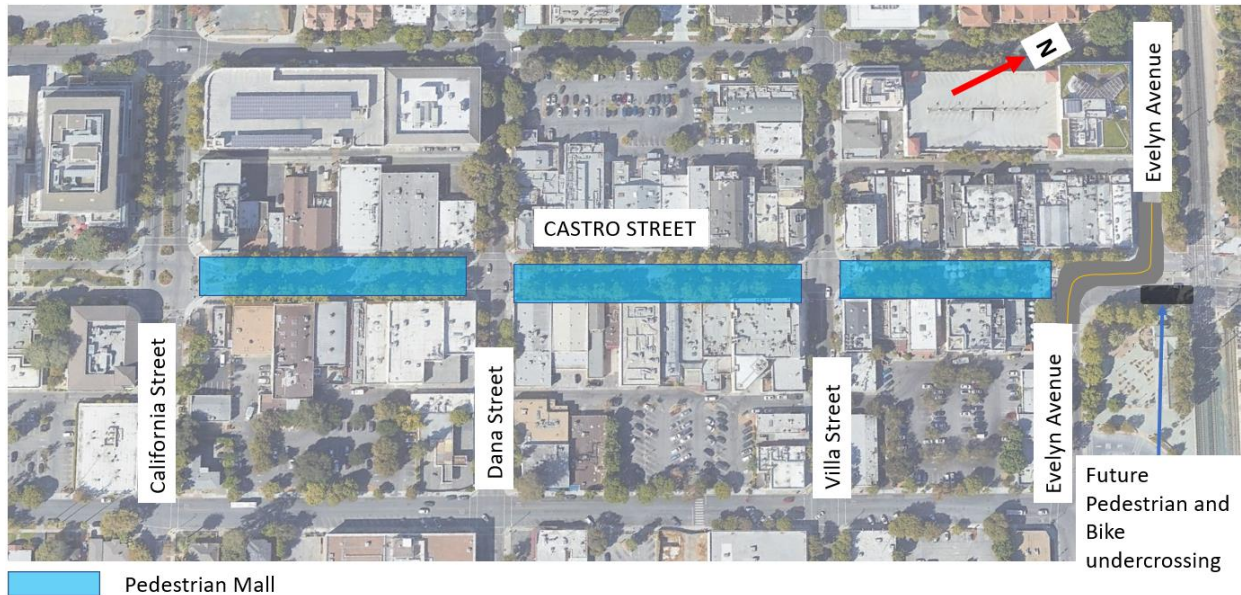 N
Evelyn Avenue
CASTRO STREET
California Street
Dana Street
Villa Street
Evelyn Avenue
Future
Pedestrian and
Bike
undercrossing
Pedestrian Mall